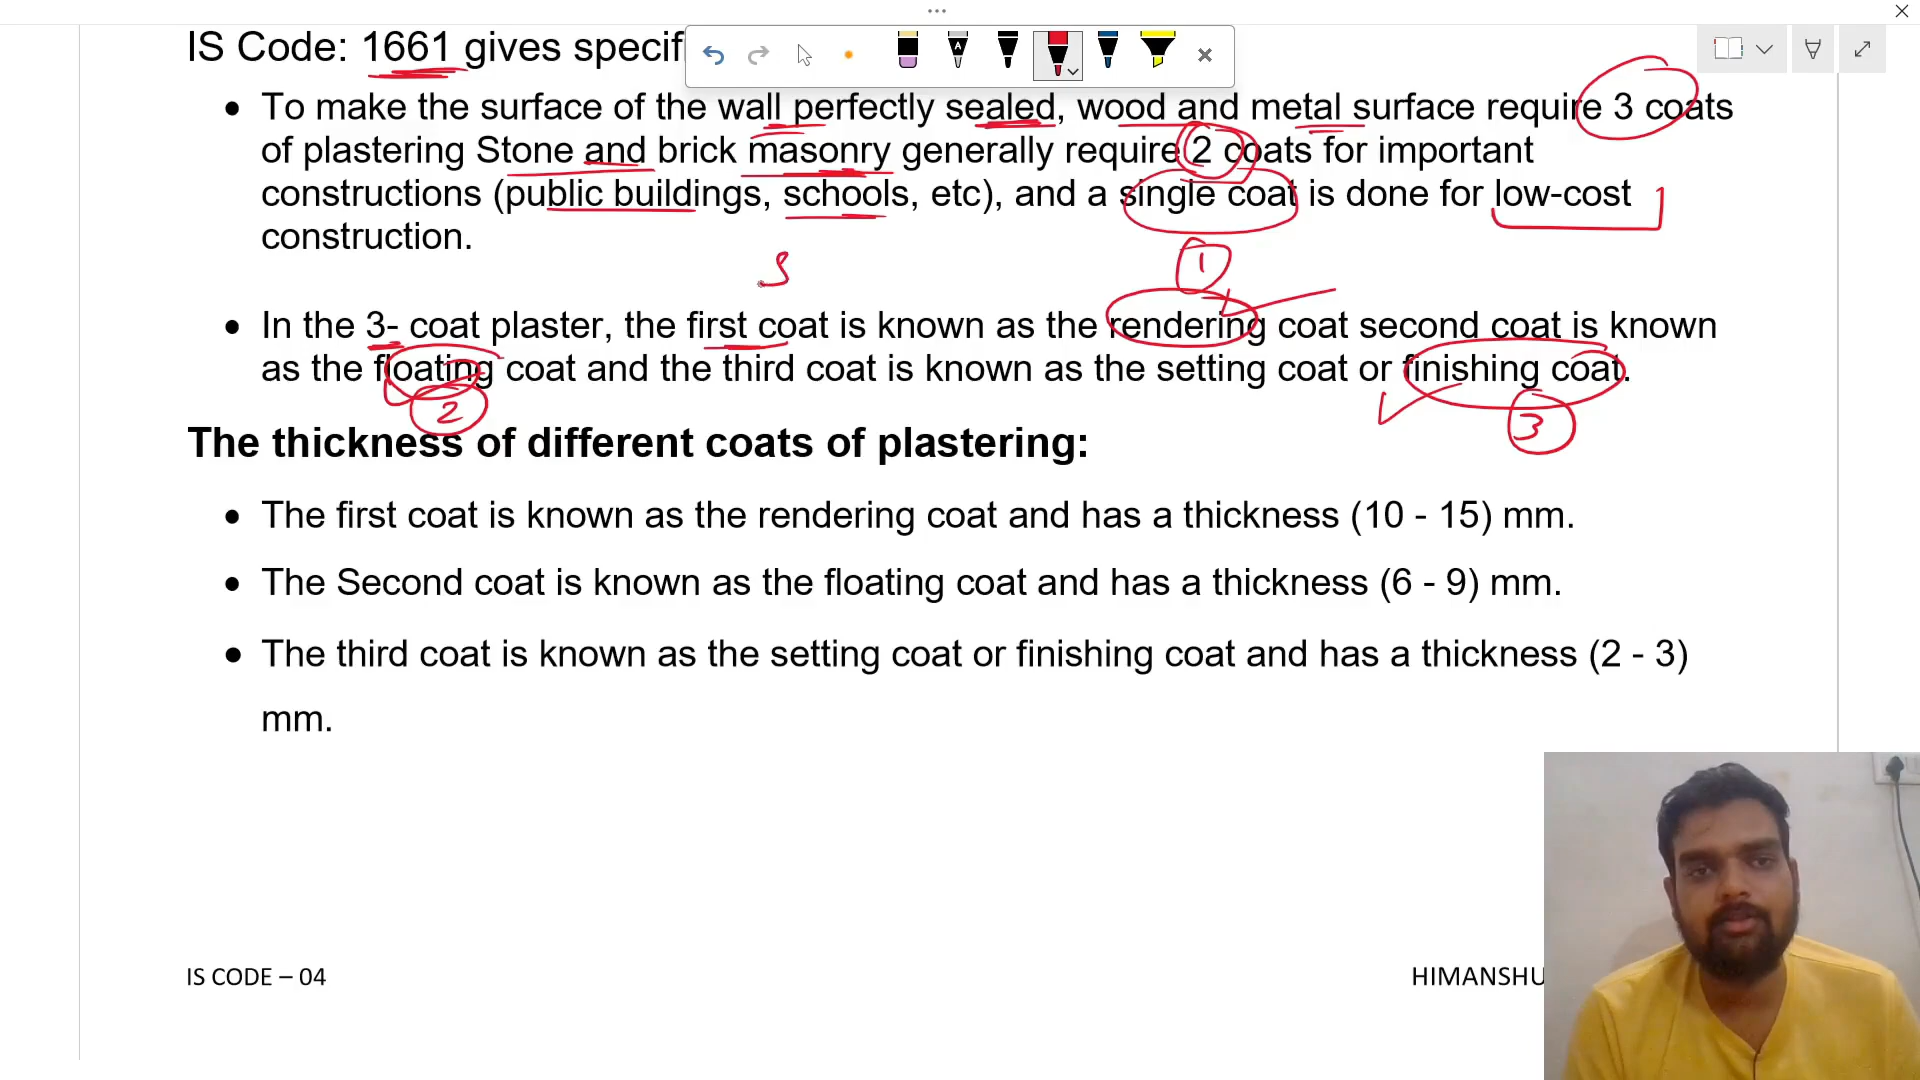 IS Code: 1661 gives specif
• To make the surface of the wall perfectly sealed, wood and metal surface require 3 coats
of plastering Stone and brick masonry generally require 2 coats for important
constructions (public buildings, schools, etc), and a single coat is done for low-cost
construction.
1
• In the 3- coat plaster, the first coat is known as the rendering coat second coat is known
as the floating coat and the third coat is known as the setting coat or finishing coat.
2
3
The thickness of different coats of plastering:
• The first coat is known as the rendering coat and has a thickness (10 - 15) mm.
• The Second coat is known as the floating coat and has a thickness (6 - 9) mm.
• The third coat is known as the setting coat or finishing coat and has a thickness (2 - 3)
mm.
IS CODE – 04
HIMANSHU